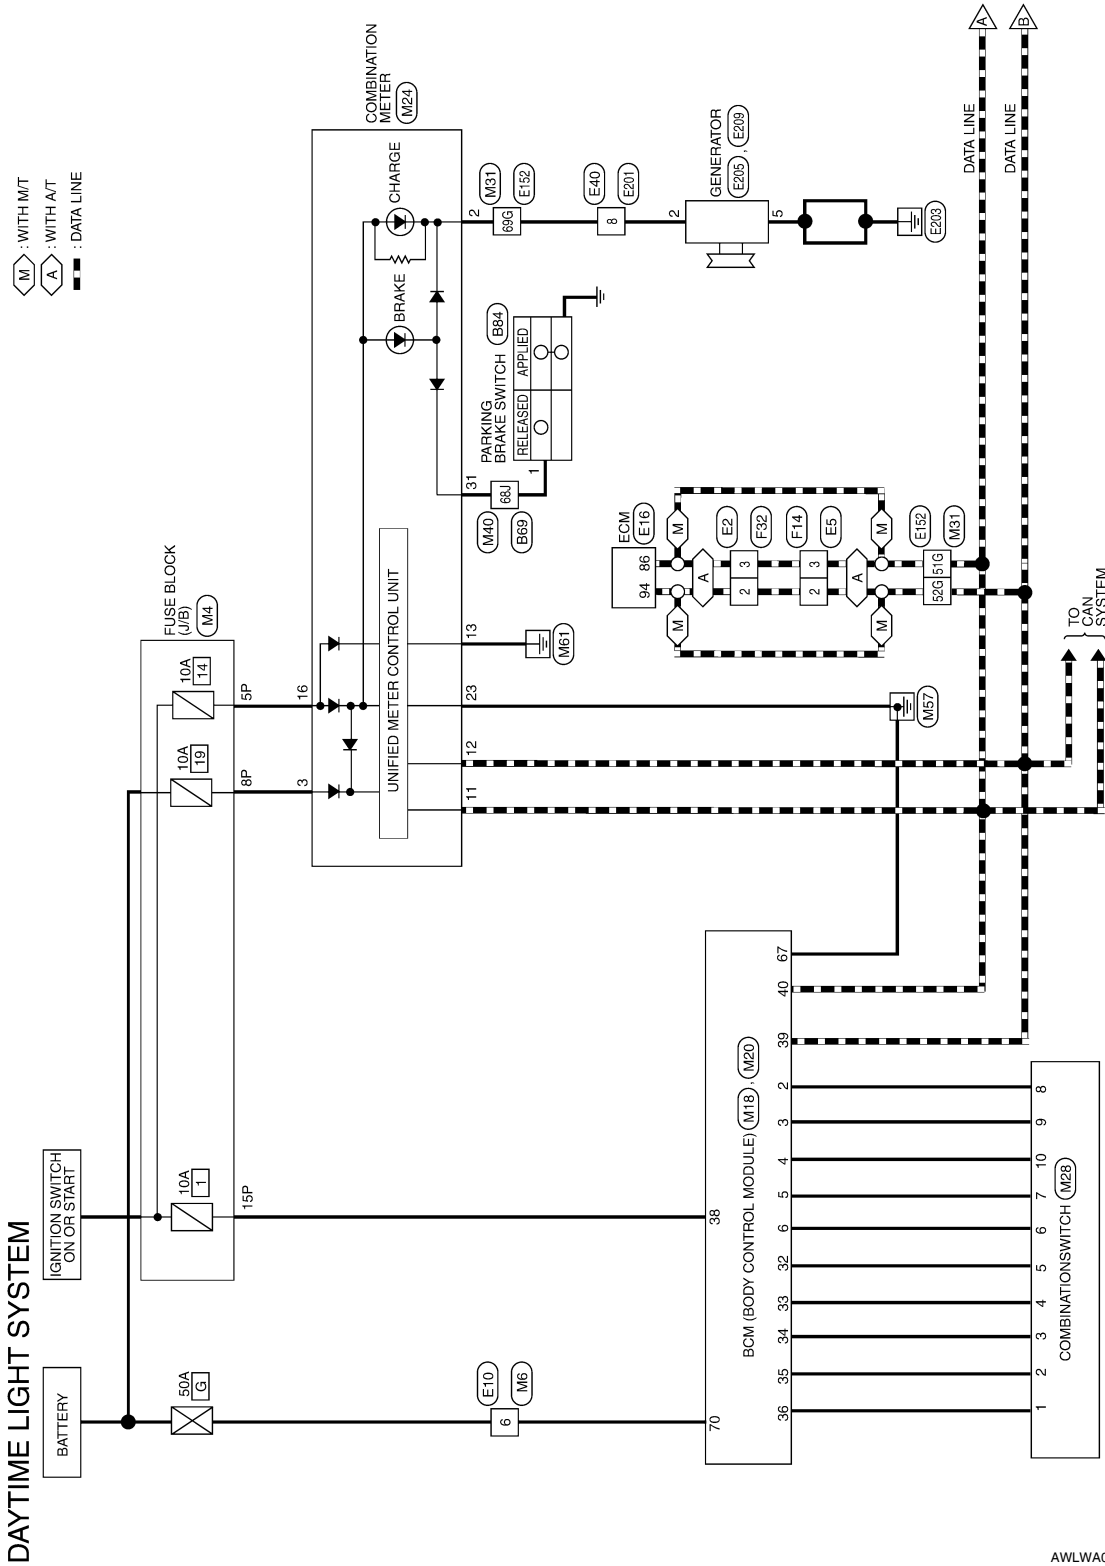 DAYTIME LIGHT SYSTEM
M : WITH M/T
A : WITH A/T
: DATA LINE
BATTERY
IGNITION SWITCH
ON OR START
50A
G
10A
1
10A
19
10A
14
FUSE BLOCK
(J/B)
M4
15P
8P
5P
3
16
COMBINATION
METER
M24
BRAKE
CHARGE
UNIFIED METER CONTROL UNIT
11
12
23
13
31
2
E10
6
M6
M40
68J
B69
M31
69G
E152
M61
PARKING
BRAKE SWITCH
B84
RELEASED
APPLIED
1
E40
8
E201
GENERATOR
E205 , E209
2
5
E203
ECM
E16
94
86
M
M
A
E2
2
3
F32
F14
2
3
E5
A
M
M
E152
52G
51G
M31
M57
70
38
BCM (BODY CONTROL MODULE) M18 , M20
36
35
34
33
32
6
5
4
3
2
39
40
67
1
2
3
4
5
6
7
10
9
8
COMBINATIONSWITCH M28
DATA LINE
A
DATA LINE
B
TO
CAN
SYSTEM